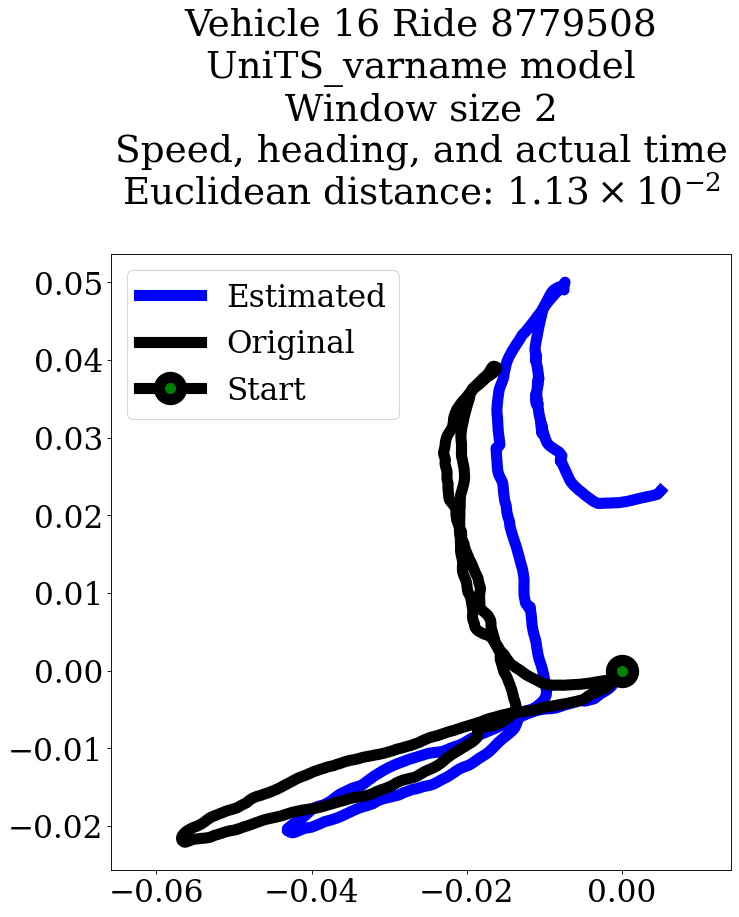 Vehicle 16 Ride 8779508
UniTS_varname model
Window size 2
Speed, heading, and actual time
Euclidean distance: 1.13 × 10⁻²
Estimated
Original
Start
0.05
0.04
0.03
0.02
0.01
0.00
−0.01
−0.02
−0.06 −0.04 −0.02 0.00